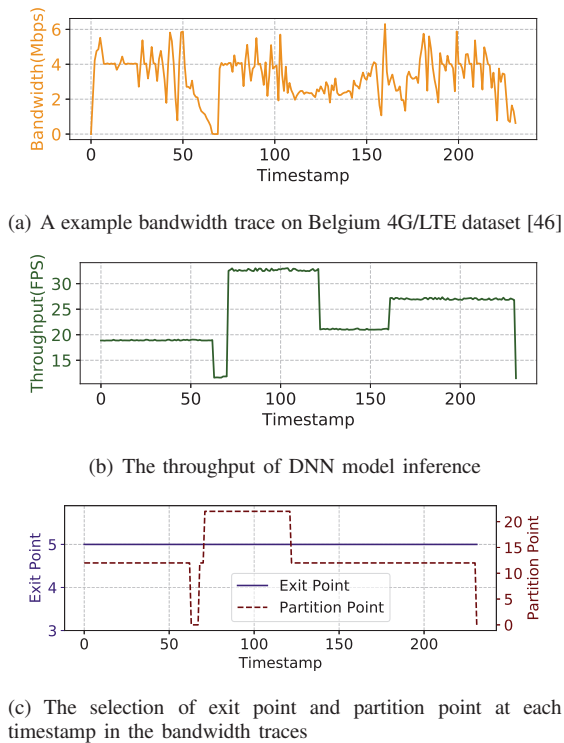 6
4
2
0
Bandwidth(Mbps)
0 50 100 150 200
Timestamp
(a) A example bandwidth trace on Belgium 4G/LTE dataset [46]
30
25
20
15
Throughput(FPS)
0 50 100 150 200
Timestamp
(b) The throughput of DNN model inference
5
4
3
Exit Point
20
15
10
5
0
Partition Point
Exit Point
Partition Point
0 50 100 150 200
Timestamp
(c) The selection of exit point and partition point at each
timestamp in the bandwidth traces